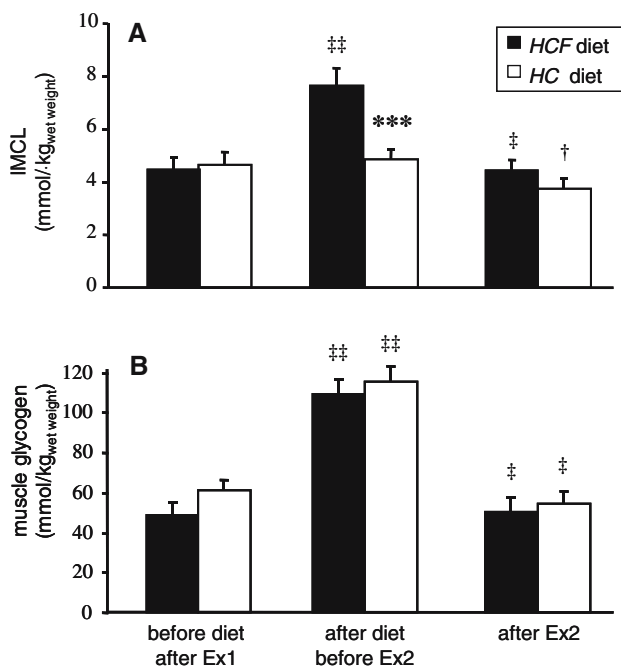 A
HCF diet
HC diet
10
8
6
4
2
0
IMCL
(mmol/·kgwet weight)
‡‡
***
‡
†
B
120
100
80
60
40
20
0
muscle glycogen
(mmol/kgwet weight)
‡‡
‡‡
‡
‡
before diet
after Ex1
after diet
before Ex2
after Ex2